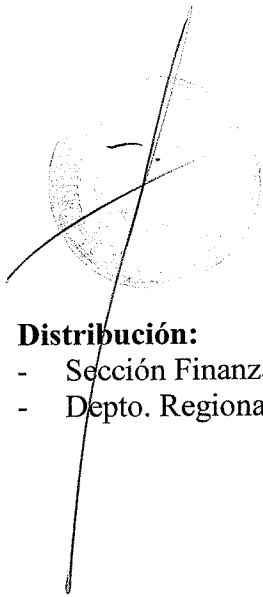 Distribución:
- Sección Finanz
- Depto. Regiona